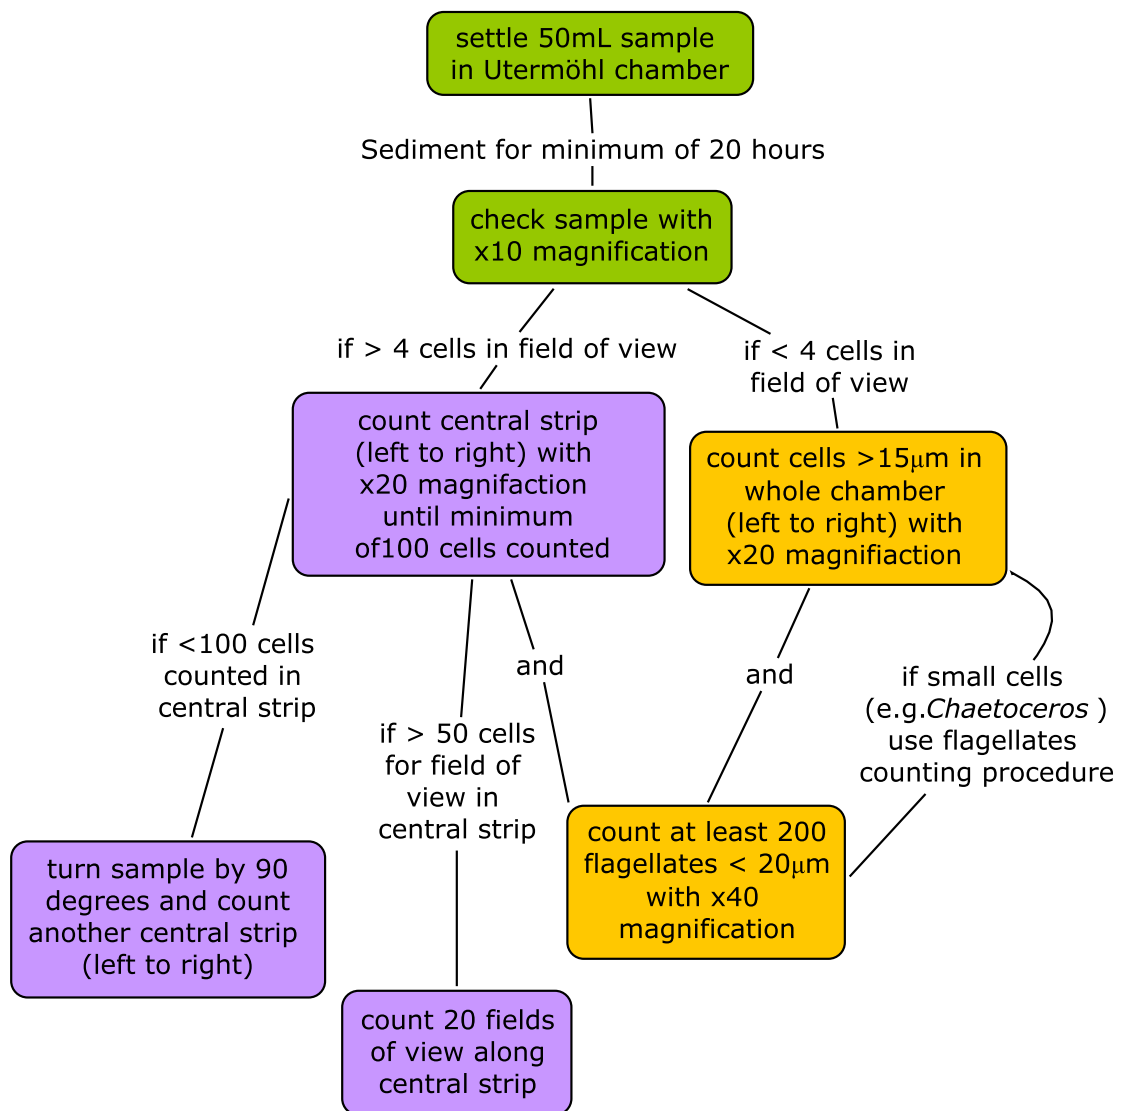 settle 50mL sample
in Utermöhl chamber
Sediment for minimum of 20 hours
check sample with
x10 magnification
if > 4 cells in field of view
if < 4 cells in
field of view
count central strip
(left to right) with
x20 magnifaction
until minimum
of100 cells counted
count cells >15μm in
whole chamber
(left to right) with
x20 magnifiaction
if <100 cells
counted in
central strip
and
and
if small cells
(e.g.Chaetoceros )
use flagellates
counting procedure
if > 50 cells
for field of
view in
central strip
turn sample by 90
degrees and count
another central strip
(left to right)
count at least 200
flagellates < 20μm
with x40
magnification
count 20 fields
of view along
central strip